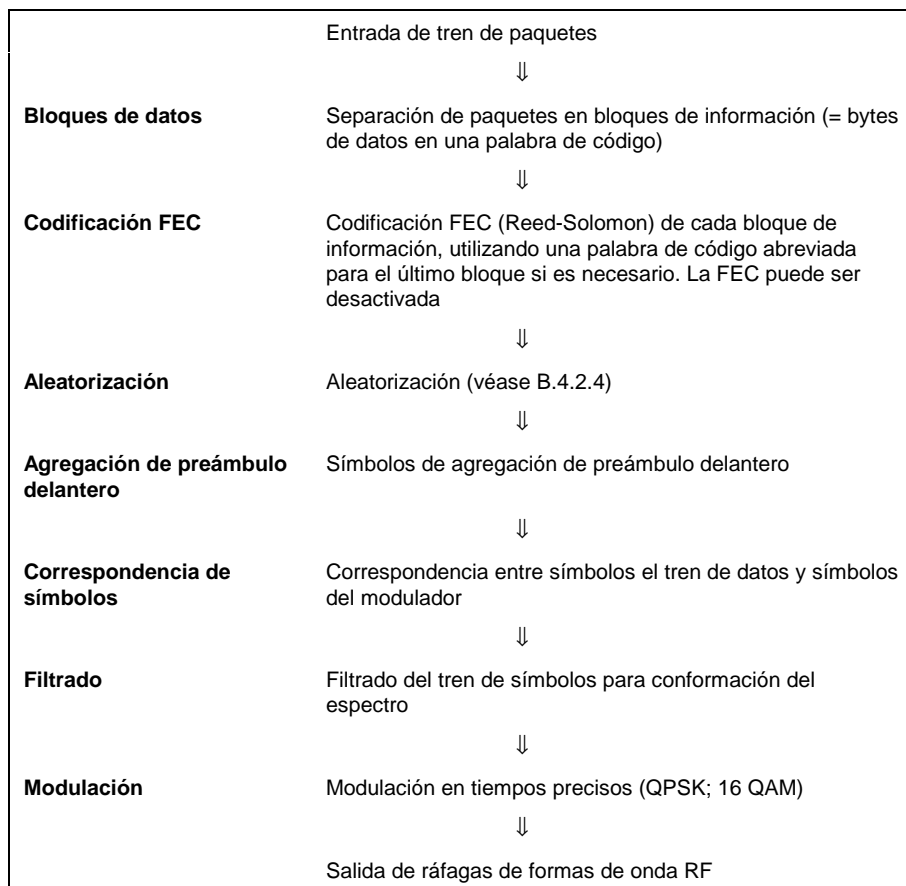 Entrada de tren de paquetes
⇓
Bloques de datos
Separación de paquetes en bloques de información (= bytes
de datos en una palabra de código)
⇓
Codificación FEC
Codificación FEC (Reed-Solomon) de cada bloque de
información, utilizando una palabra de código abreviada
para el último bloque si es necesario. La FEC puede ser
desactivada
⇓
Aleatorización
Aleatorización (véase B.4.2.4)
⇓
Agregación de preámbulo
delantero
Símbolos de agregación de preámbulo delantero
⇓
Correspondencia de
símbolos
Correspondencia entre símbolos el tren de datos y símbolos
del modulador
⇓
Filtrado
Filtrado del tren de símbolos para conformación del
espectro
⇓
Modulación
Modulación en tiempos precisos (QPSK; 16 QAM)
⇓
Salida de ráfagas de formas de onda RF